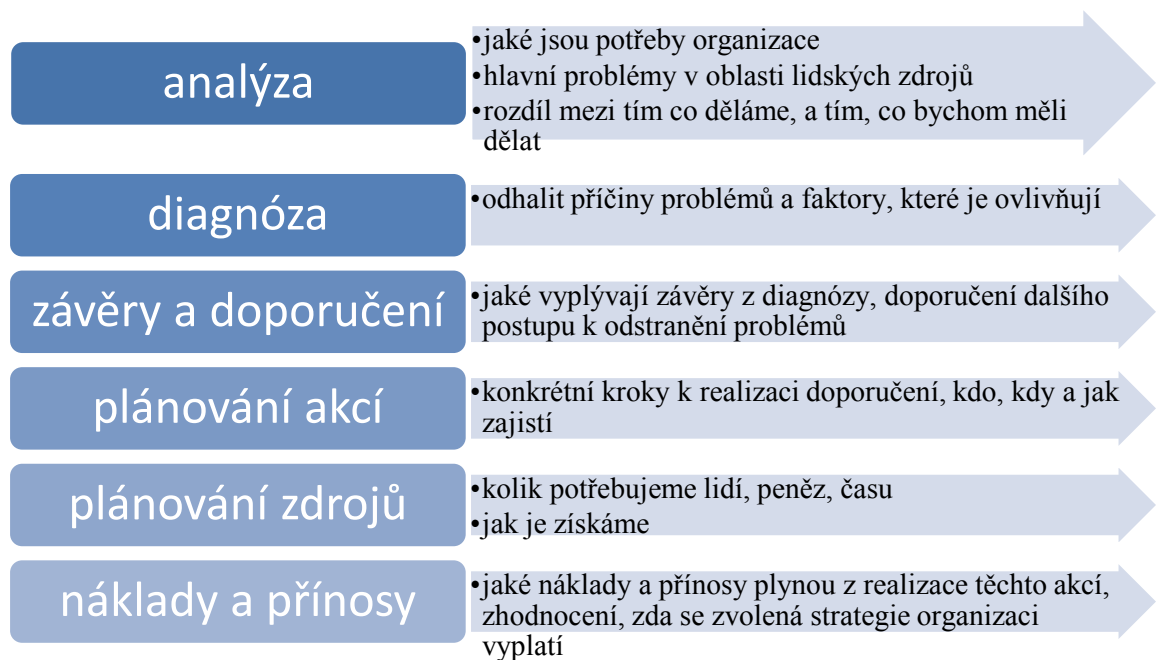 analýza
•jaké jsou potřeby organizace
•hlavní problémy v oblasti lidských zdrojů
•rozdíl mezi tím co děláme, a tím, co bychom měli
dělat
diagnóza
•odhalit příčiny problémů a faktory, které je ovlivňují
závěry a doporučení
•jaké vyplývají závěry z diagnózy, doporučení dalšího
postupu k odstranění problémů
plánování akcí
•konkrétní kroky k realizaci doporučení, kdo, kdy a jak
zajistí
plánování zdrojů
•kolik potřebujeme lidí, peněz, času
•jak je získáme
náklady a přínosy
•jaké náklady a přínosy plynou z realizace těchto akcí,
zhodnocení, zda se zvolená strategie organizaci
vyplatí